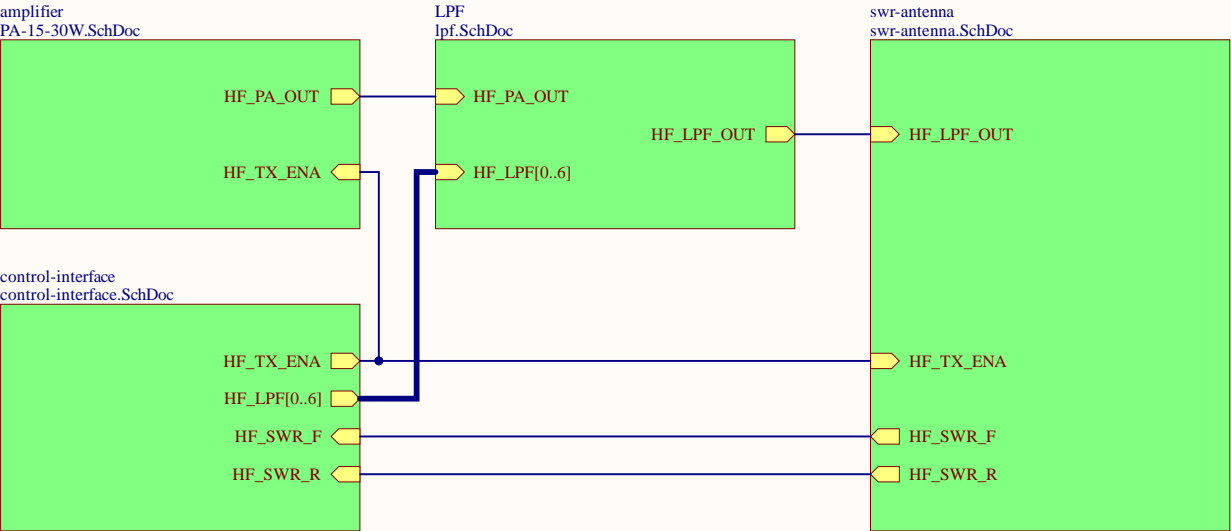 amplifier
PA-15-30W.SchDoc
HF_PA_OUT
HF_TX_ENA
LPF
lpf.SchDoc
HF_PA_OUT
HF_LPF_OUT
HF_LPF[0..6]
swr-antenna
swr-antenna.SchDoc
HF_LPF_OUT
HF_TX_ENA
HF_SWR_F
HF_SWR_R
control-interface
control-interface.SchDoc
HF_TX_ENA
HF_LPF[0..6]
HF_SWR_F
HF_SWR_R